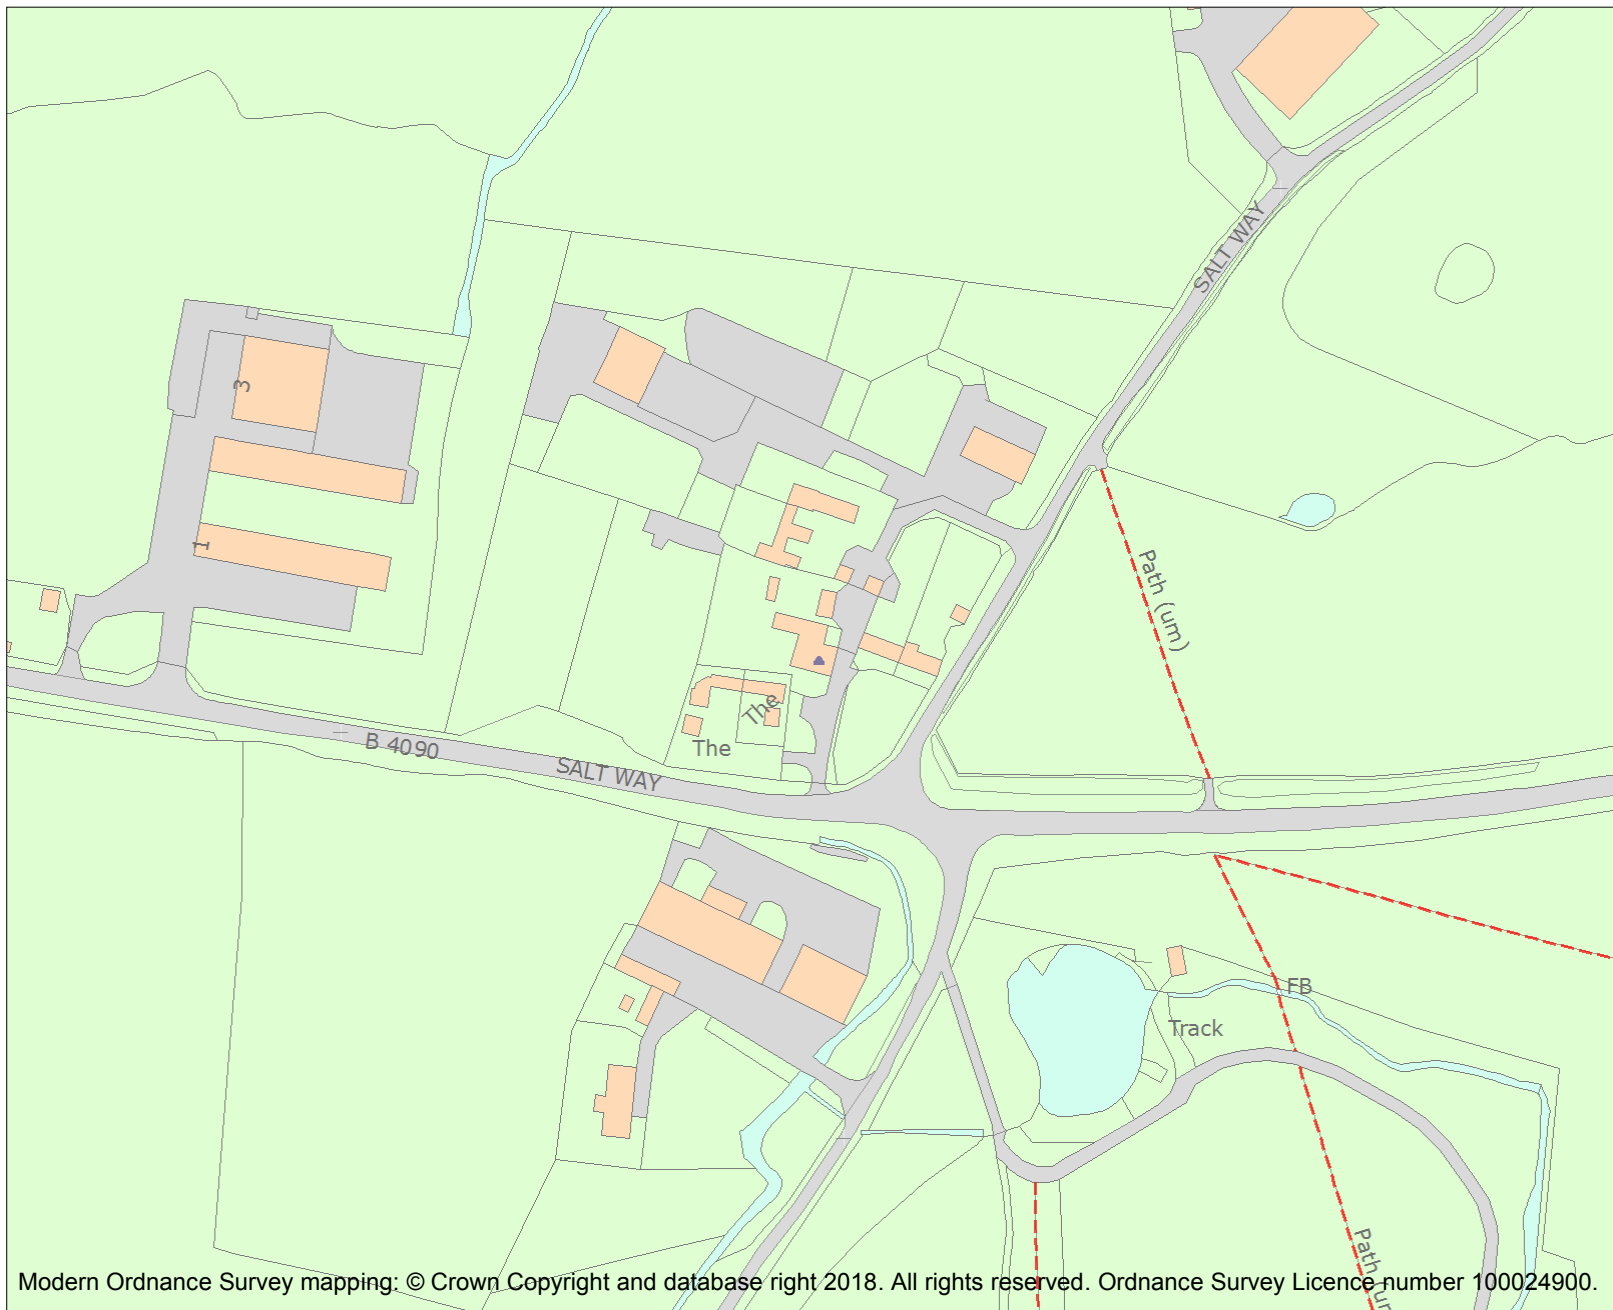 SALT WAY
3
1
Path (um)
The
The
B 4090
SALT WAY
FB
Track
Path (ur
Modern Ordnance Survey mapping: © Crown Copyright and database right 2018. All rights reserved. Ordnance Survey Licence number 100024900.